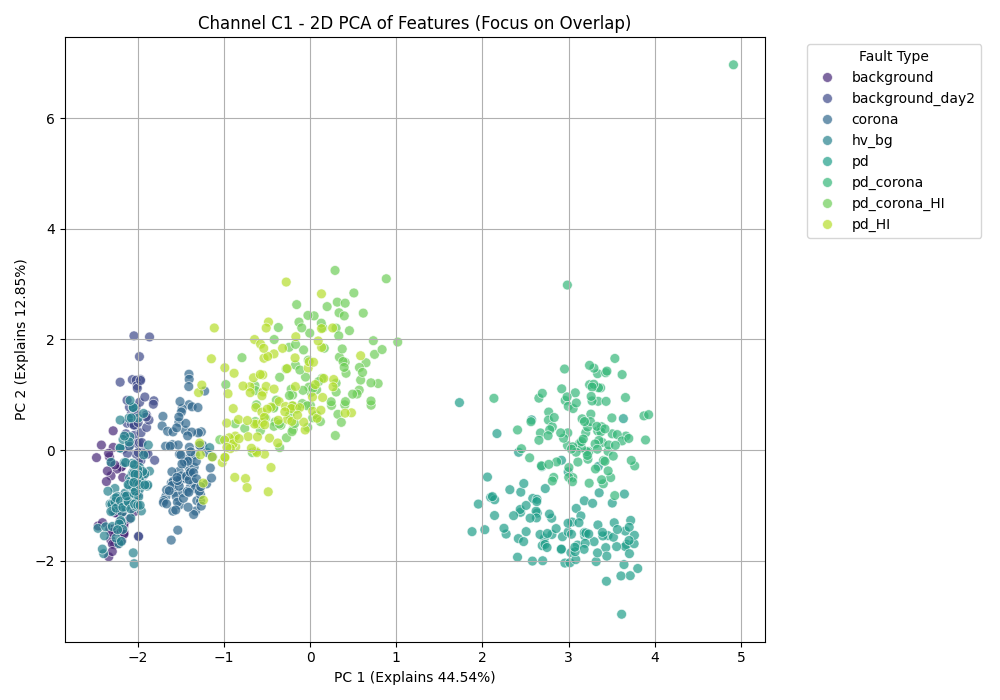 Channel C1 - 2D PCA of Features (Focus on Overlap)
Fault Type
background
background_day2
corona
hv_bg
pd
pd_corona
pd_corona_HI
pd_HI
PC 2 (Explains 12.85%)
6
4
2
0
−2
−2
−1
0
1
2
3
4
5
PC 1 (Explains 44.54%)